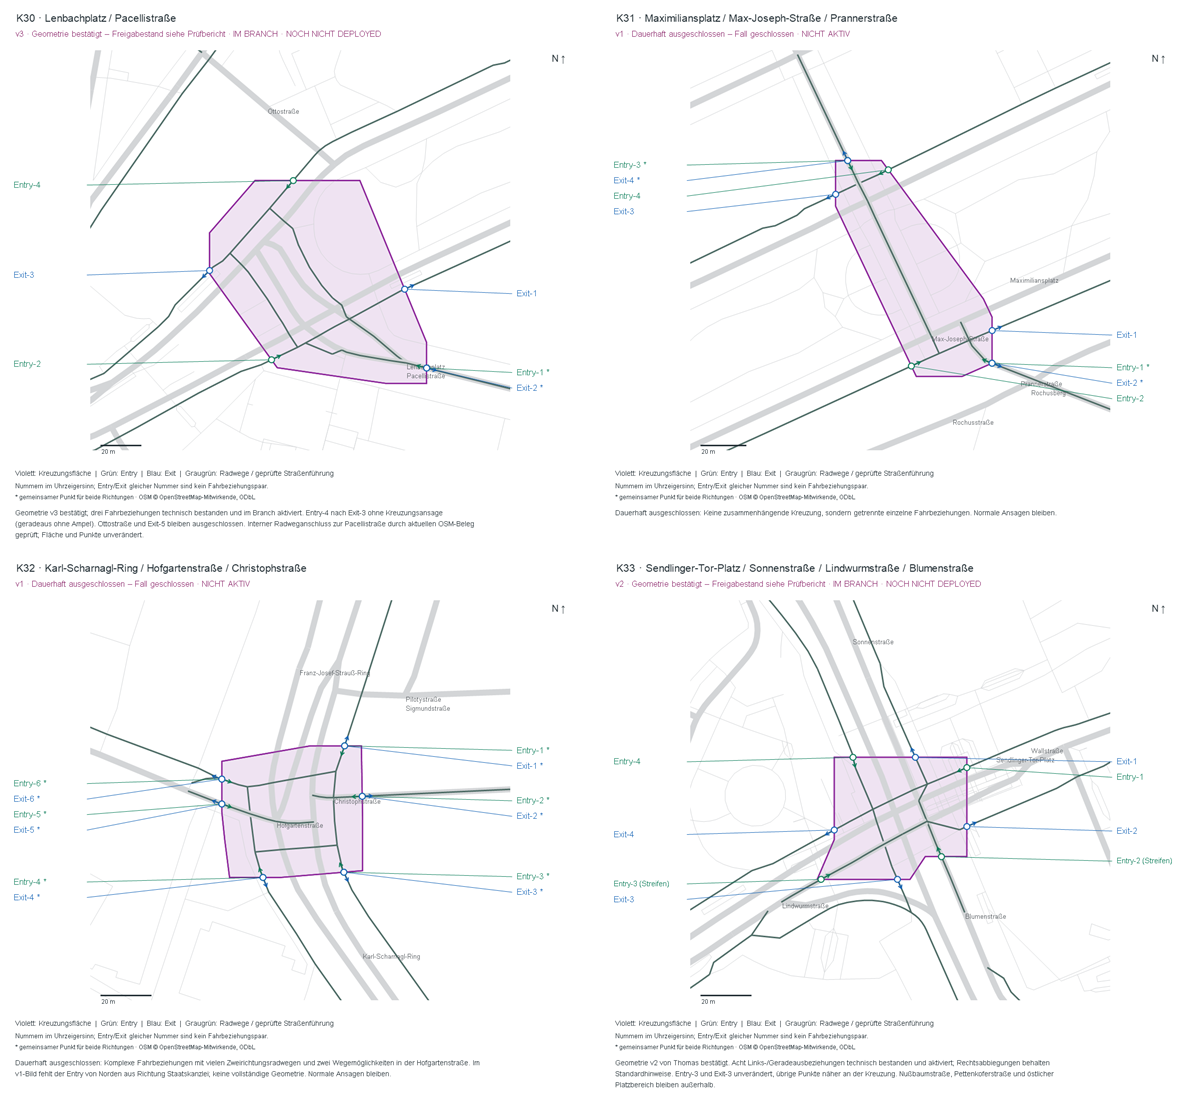 K30 · Lenbachplatz / Pacellistraße
v3 · Geometrie bestätigt – Freigabestand siehe Prüfbericht · IM BRANCH · NOCH NICHT DEPLOYED
N ↑
Ottostraße
Entry-4
Exit-3
Exit-1
Entry-2
Pacellistraße
Entry-1 *
Exit-2 *
20 m
Violett: Kreuzungsfläche | Grün: Entry | Blau: Exit | Graugrün: Radwege / geprüfte Straßenführung
Nummern im Uhrzeigersinn; Entry/Exit gleicher Nummer sind kein Fahrbeziehungspaar.
* gemeinsamer Punkt für beide Richtungen · OSM © OpenStreetMap-Mitwirkende, ODbL
Geometrie v3 bestätigt; drei Fahrbeziehungen technisch bestanden und im Branch aktiviert. Entry-4 nach Exit-3 ohne Kreuzungsansage
(geradeaus ohne Ampel). Ottostraße und Exit-5 bleiben ausgeschlossen. Interner Radweganschluss zur Pacellistraße durch aktuellen OSM-Beleg
geprüft; Fläche und Punkte unverändert.
K31 · Maximiliansplatz / Max-Joseph-Straße / Prannerstraße
v1 · Dauerhaft ausgeschlossen – Fall geschlossen · NICHT AKTIV
N ↑
Entry-3 *
Exit-4 *
Entry-4
Exit-3
Maximiliansplatz
Max-Joseph-Straße
Exit-1
Entry-1 *
Exit-2 *
Entry-2
Prannerstraße
Rochusberg
Rochusstraße
20 m
Violett: Kreuzungsfläche | Grün: Entry | Blau: Exit | Graugrün: Radwege / geprüfte Straßenführung
Nummern im Uhrzeigersinn; Entry/Exit gleicher Nummer sind kein Fahrbeziehungspaar.
* gemeinsamer Punkt für beide Richtungen · OSM © OpenStreetMap-Mitwirkende, ODbL
Dauerhaft ausgeschlossen: Keine zusammenhängende Kreuzung, sondern getrennte einzelne Fahrbeziehungen. Normale Ansagen bleiben.
K32 · Karl-Scharnagl-Ring / Hofgartenstraße / Christophstraße
v1 · Dauerhaft ausgeschlossen – Fall geschlossen · NICHT AKTIV
N ↑
Franz-Josef-Strauß-Ring
Pilotystraße
Sigmundstraße
Entry-1 *
Exit-1 *
Entry-6 *
Exit-6 *
Entry-5 *
Exit-5 *
Christophstraße
Entry-2 *
Exit-2 *
Hofgartenstraße
Entry-4 *
Exit-4 *
Entry-3 *
Exit-3 *
Karl-Scharnagl-Ring
20 m
Violett: Kreuzungsfläche | Grün: Entry | Blau: Exit | Graugrün: Radwege / geprüfte Straßenführung
Nummern im Uhrzeigersinn; Entry/Exit gleicher Nummer sind kein Fahrbeziehungspaar.
* gemeinsamer Punkt für beide Richtungen · OSM © OpenStreetMap-Mitwirkende, ODbL
Dauerhaft ausgeschlossen: Komplexe Fahrbeziehungen mit vielen Zweirichtungsradwegen und zwei Wegemöglichkeiten in der Hofgartenstraße. Im
v1-Bild fehlt der Entry von Norden aus Richtung Staatskanzlei; keine vollständige Geometrie. Normale Ansagen bleiben.
K33 · Sendlinger-Tor-Platz / Sonnenstraße / Lindwurmstraße / Blumenstraße
v2 · Geometrie bestätigt – Freigabestand siehe Prüfbericht · IM BRANCH · NOCH NICHT DEPLOYED
N ↑
Sonnenstraße
Wallstraße
Sendlinger-Tor-Platz
Entry-4
Exit-1
Entry-1
Exit-4
Exit-2
Entry-2 (Streifen)
Entry-3 (Streifen)
Exit-3
Lindwurmstraße
Blumenstraße
20 m
Violett: Kreuzungsfläche | Grün: Entry | Blau: Exit | Graugrün: Radwege / geprüfte Straßenführung
Nummern im Uhrzeigersinn; Entry/Exit gleicher Nummer sind kein Fahrbeziehungspaar.
* gemeinsamer Punkt für beide Richtungen · OSM © OpenStreetMap-Mitwirkende, ODbL
Geometrie v2 von Thomas bestätigt. Acht Links-/Geradeausbeziehungen technisch bestanden und aktiviert; Rechtsabbiegungen behalten
Standardhinweise. Entry-3 und Exit-3 unverändert, übrige Punkte näher an der Kreuzung. Nußbaumstraße, Pettenkoferstraße und östlicher
Platzbereich bleiben außerhalb.